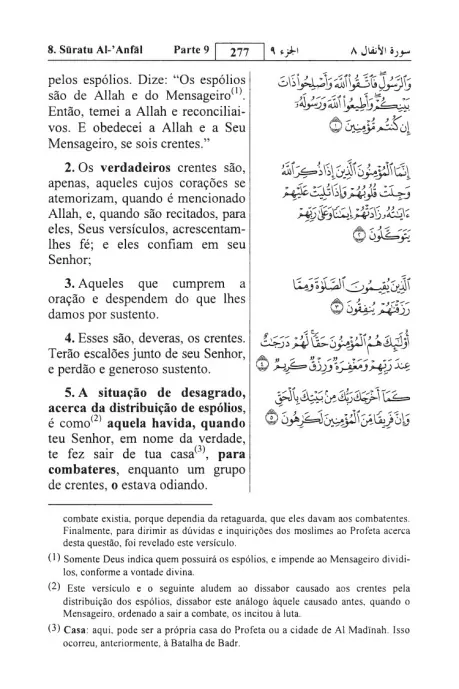 8. Sūratu Al-'Anfāl Parte 9 277 الجزء ٩ سورة الأنفال ٨
pelos espólios. Dize: “Os espólios
são de Allah e do Mensageiro(1).
Então, temei a Allah e reconciliai-
vos. E obedecei a Allah e a Seu
Mensageiro, se sois crentes.”
2. Os verdadeiros crentes são,
apenas, aqueles cujos corações se
atemorizam, quando é mencionado
Allah, e, quando são recitados, para
eles, Seus versículos, acrescentam-
lhes fé; e eles confiam em seu
Senhor;
3. Aqueles que cumprem a
oração e despendem do que lhes
damos por sustento.
4. Esses são, deveras, os crentes.
Terão escalões junto de seu Senhor,
e perdão e generoso sustento.
5. A situação de desagrado,
acerca da distribuição de espólios,
é como(2) aquela havida, quando
teu Senhor, em nome da verdade,
te fez sair de tua casa(3), para
combateres, enquanto um grupo
de crentes, o estava odiando.
وَالرَّسُولِ فَاتَّقُوا اللَّهَ وَأَصْلِحُوا ذَاتَ
بَيْنِكُمْ وَأَطِيعُوا اللَّهَ وَرَسُولَهُ
إِن كُنتُم مُّؤْمِنِينَ ١
إِنَّمَا الْمُؤْمِنُونَ الَّذِينَ إِذَا ذُكِرَ اللَّهُ
وَجِلَتْ قُلُوبُهُمْ وَإِذَا تُلِيَتْ عَلَيْهِمْ
ءَايَٰتُهُ زَادَتْهُمْ إِيمَٰنًا وَعَلَىٰ رَبِّهِمْ
يَتَوَكَّلُونَ ٢
الَّذِينَ يُقِيمُونَ الصَّلَوٰةَ وَمِمَّا
رَزَقْنَٰهُمْ يُنفِقُونَ ٣
أُولَٰئِكَ هُمُ الْمُؤْمِنُونَ حَقًّا لَّهُمْ دَرَجَٰتٌ
عِندَ رَبِّهِمْ وَمَغْفِرَةٌ وَرِزْقٌ كَرِيمٌ ٤
كَمَا أَخْرَجَكَ رَبُّكَ مِن بَيْتِكَ بِالْحَقِّ
وَإِنَّ فَرِيقًا مِّنَ الْمُؤْمِنِينَ لَكَٰرِهُونَ ٥
combate existia, porque dependia da retaguarda, que eles davam aos combatentes.
Finalmente, para dirimir as dúvidas e inquirições dos moslimes ao Profeta acerca
desta questão, foi revelado este versículo.
(1) Somente Deus indica quem possuirá os espólios, e impende ao Mensageiro dividi-
los, conforme a vontade divina.
(2) Este versículo e o seguinte aludem ao dissabor causado aos crentes pela
distribuição dos espólios, dissabor este análogo àquele causado antes, quando o
Mensageiro, ordenado a sair a combate, os incitou à luta.
(3) Casa: aqui, pode ser a própria casa do Profeta ou a cidade de Al Madīnah. Isso
ocorreu, anteriormente, à Batalha de Badr.